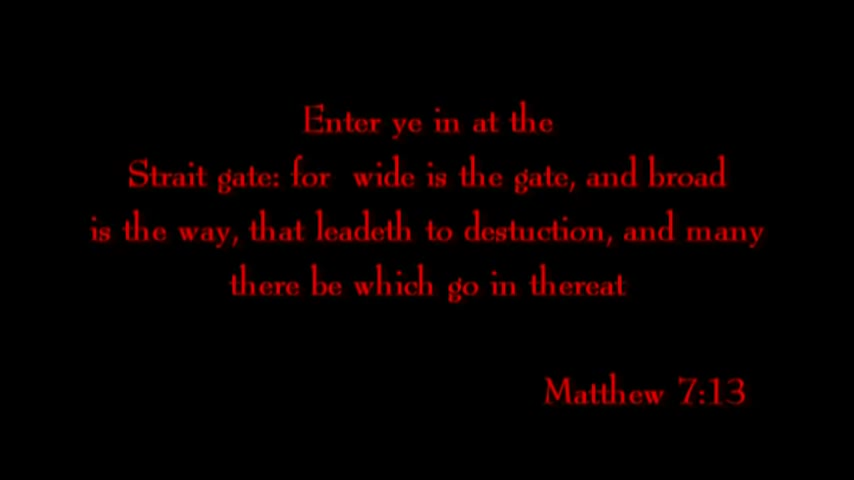 Enter ye in at the
Strait gate: for wide is the gate, and broad
is the way, that leadeth to destuction, and many
there be which go in thereat
Matthew 7:13